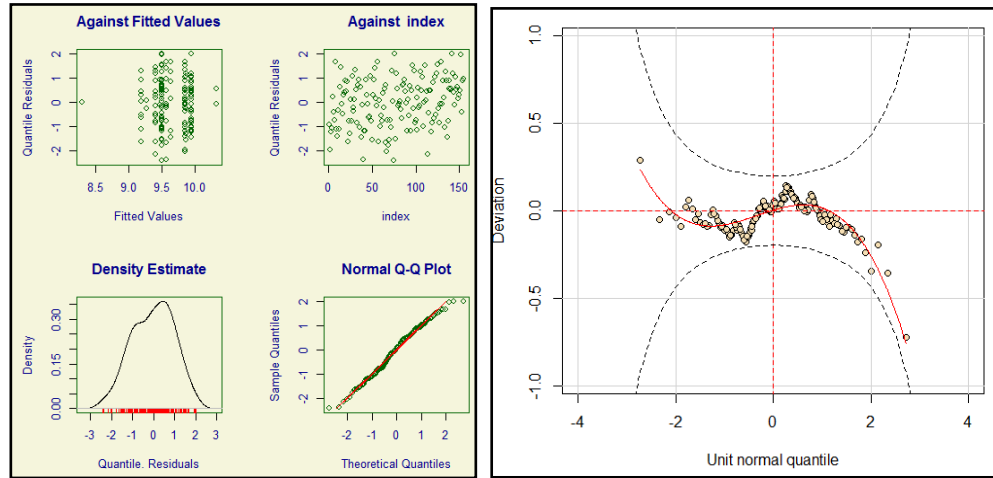 Against Fitted Values
Quantile Residuals
2
1
0
-1
-2
8.5 9.0 9.5 10.0
Fitted Values
Against index
Quantile Residuals
2
1
0
-1
-2
0 50 100 150
index
Density Estimate
Density
0.30
0.15
0.00
-3 -2 -1 0 1 2 3
Quantile. Residuals
Normal Q-Q Plot
Sample Quantiles
2
1
0
-1
-2
-2 -1 0 1 2
Theoretical Quantiles
Deviation
1.0
0.5
0.0
-0.5
-1.0
-4 -2 0 2 4
Unit normal quantile